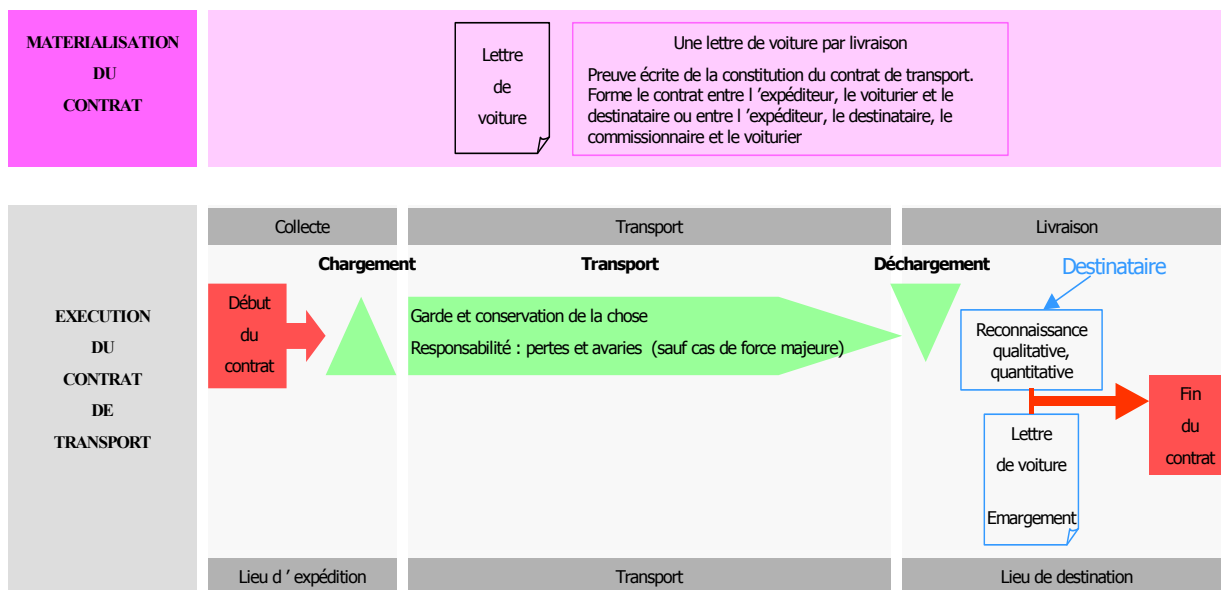 MATERIALISATION
DU
CONTRAT
Lettre
de
voiture
Une lettre de voiture par livraison
Preuve écrite de la constitution du contrat de transport.
Forme le contrat entre l ’expéditeur, le voiturier et le
destinataire ou entre l ’expéditeur, le destinataire, le
commissionnaire et le voiturier
EXECUTION
DU
CONTRAT
DE
TRANSPORT
Collecte
Transport
Livraison
Chargement
Transport
Déchargement
Destinataire
Début
du
contrat
Garde et conservation de la chose
Responsabilité : pertes et avaries (sauf cas de force majeure)
Reconnaissance
qualitative,
quantitative
Fin
du
contrat
Lettre
de voiture
Emargement
Lieu d ’ expédition
Transport
Lieu de destination